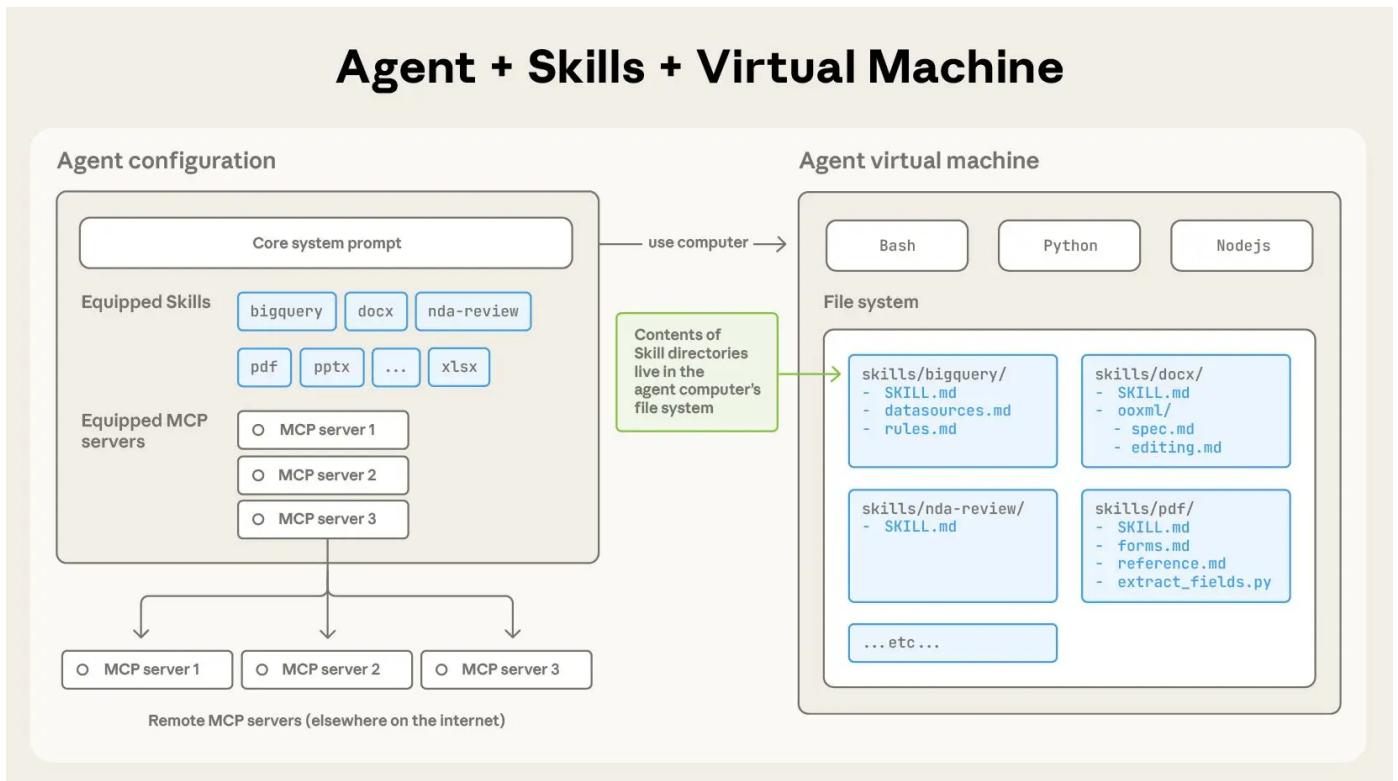 Agent + Skills + Virtual Machine
Agent configuration
Core system prompt
Equipped Skills
bigquery
docx
nda-review
pdf
pptx
...
xlsx
Equipped MCP
servers
MCP server 1
MCP server 2
MCP server 3
MCP server 1
MCP server 2
MCP server 3
Remote MCP servers (elsewhere on the internet)
use computer
Contents of
Skill directories
live in the
agent computer's
file system
Agent virtual machine
Bash
Python
Nodejs
File system
skills/bigquery/
- SKILL.md
- datasources.md
- rules.md
skills/docx/
- SKILL.md
- ooxml/
- spec.md
- editing.md
skills/nda-review/
- SKILL.md
skills/pdf/
- SKILL.md
- forms.md
- reference.md
- extract_fields.py
...etc...